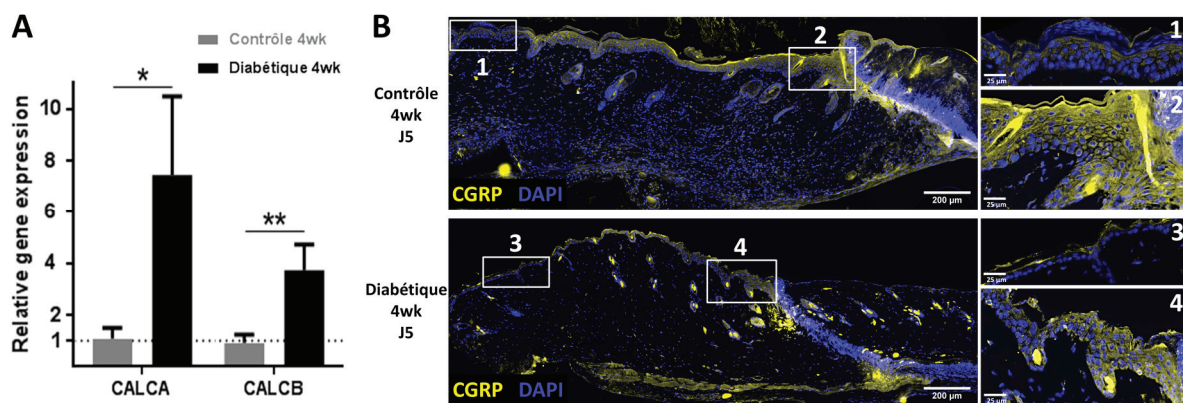 A
Contrôle 4wk
Diabétique 4wk
Relative gene expression
10
8
6
4
2
1
*
**
CALCA
CALCB
B
Contrôle
4wk
J5
1
2
CGRP DAPI
200 µm
1
25 µm
2
25 µm
Diabétique
4wk
J5
3
4
CGRP DAPI
200 µm
3
25 µm
4
25 µm